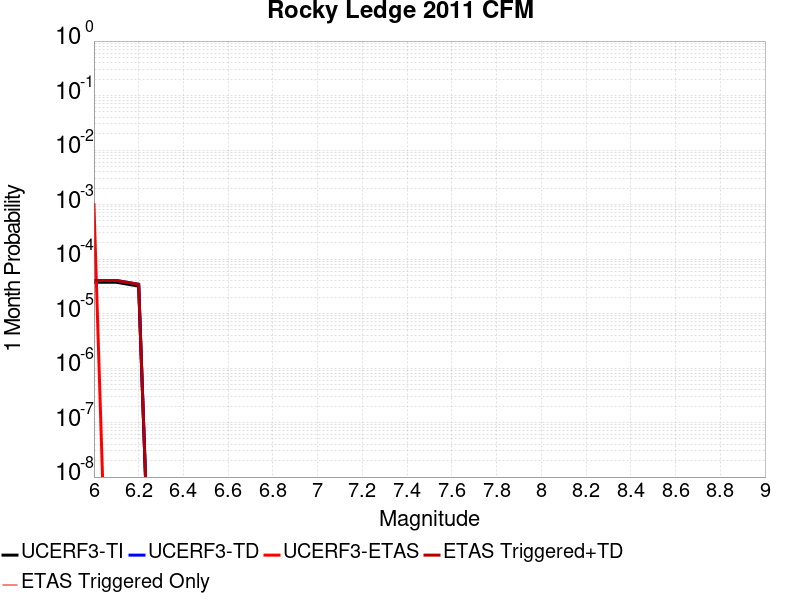 Rocky Ledge 2011 CFM
10^0
10^-1
10^-2
10^-3
10^-4
10^-5
10^-6
10^-7
10^-8
1 Month Probability
6 6.2 6.4 6.6 6.8 7 7.2 7.4 7.6 7.8 8 8.2 8.4 8.6 8.8 9
Magnitude
UCERF3-TI UCERF3-TD UCERF3-ETAS ETAS Triggered+TD
ETAS Triggered Only